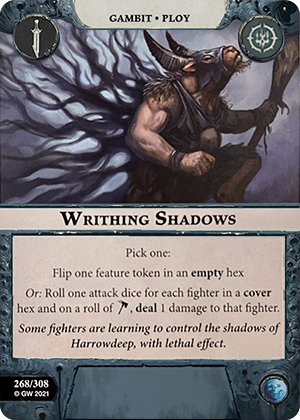 GAMBIT • PLOY
WRITHING SHADOWS
Pick one:
Flip one feature token in an empty hex
Or: Roll one attack dice for each fighter in a cover
hex and on a roll of , deal 1 damage to that fighter.
Some fighters are learning to control the shadows of
Harrowdeep, with lethal effect.
268/308
© GW 2021